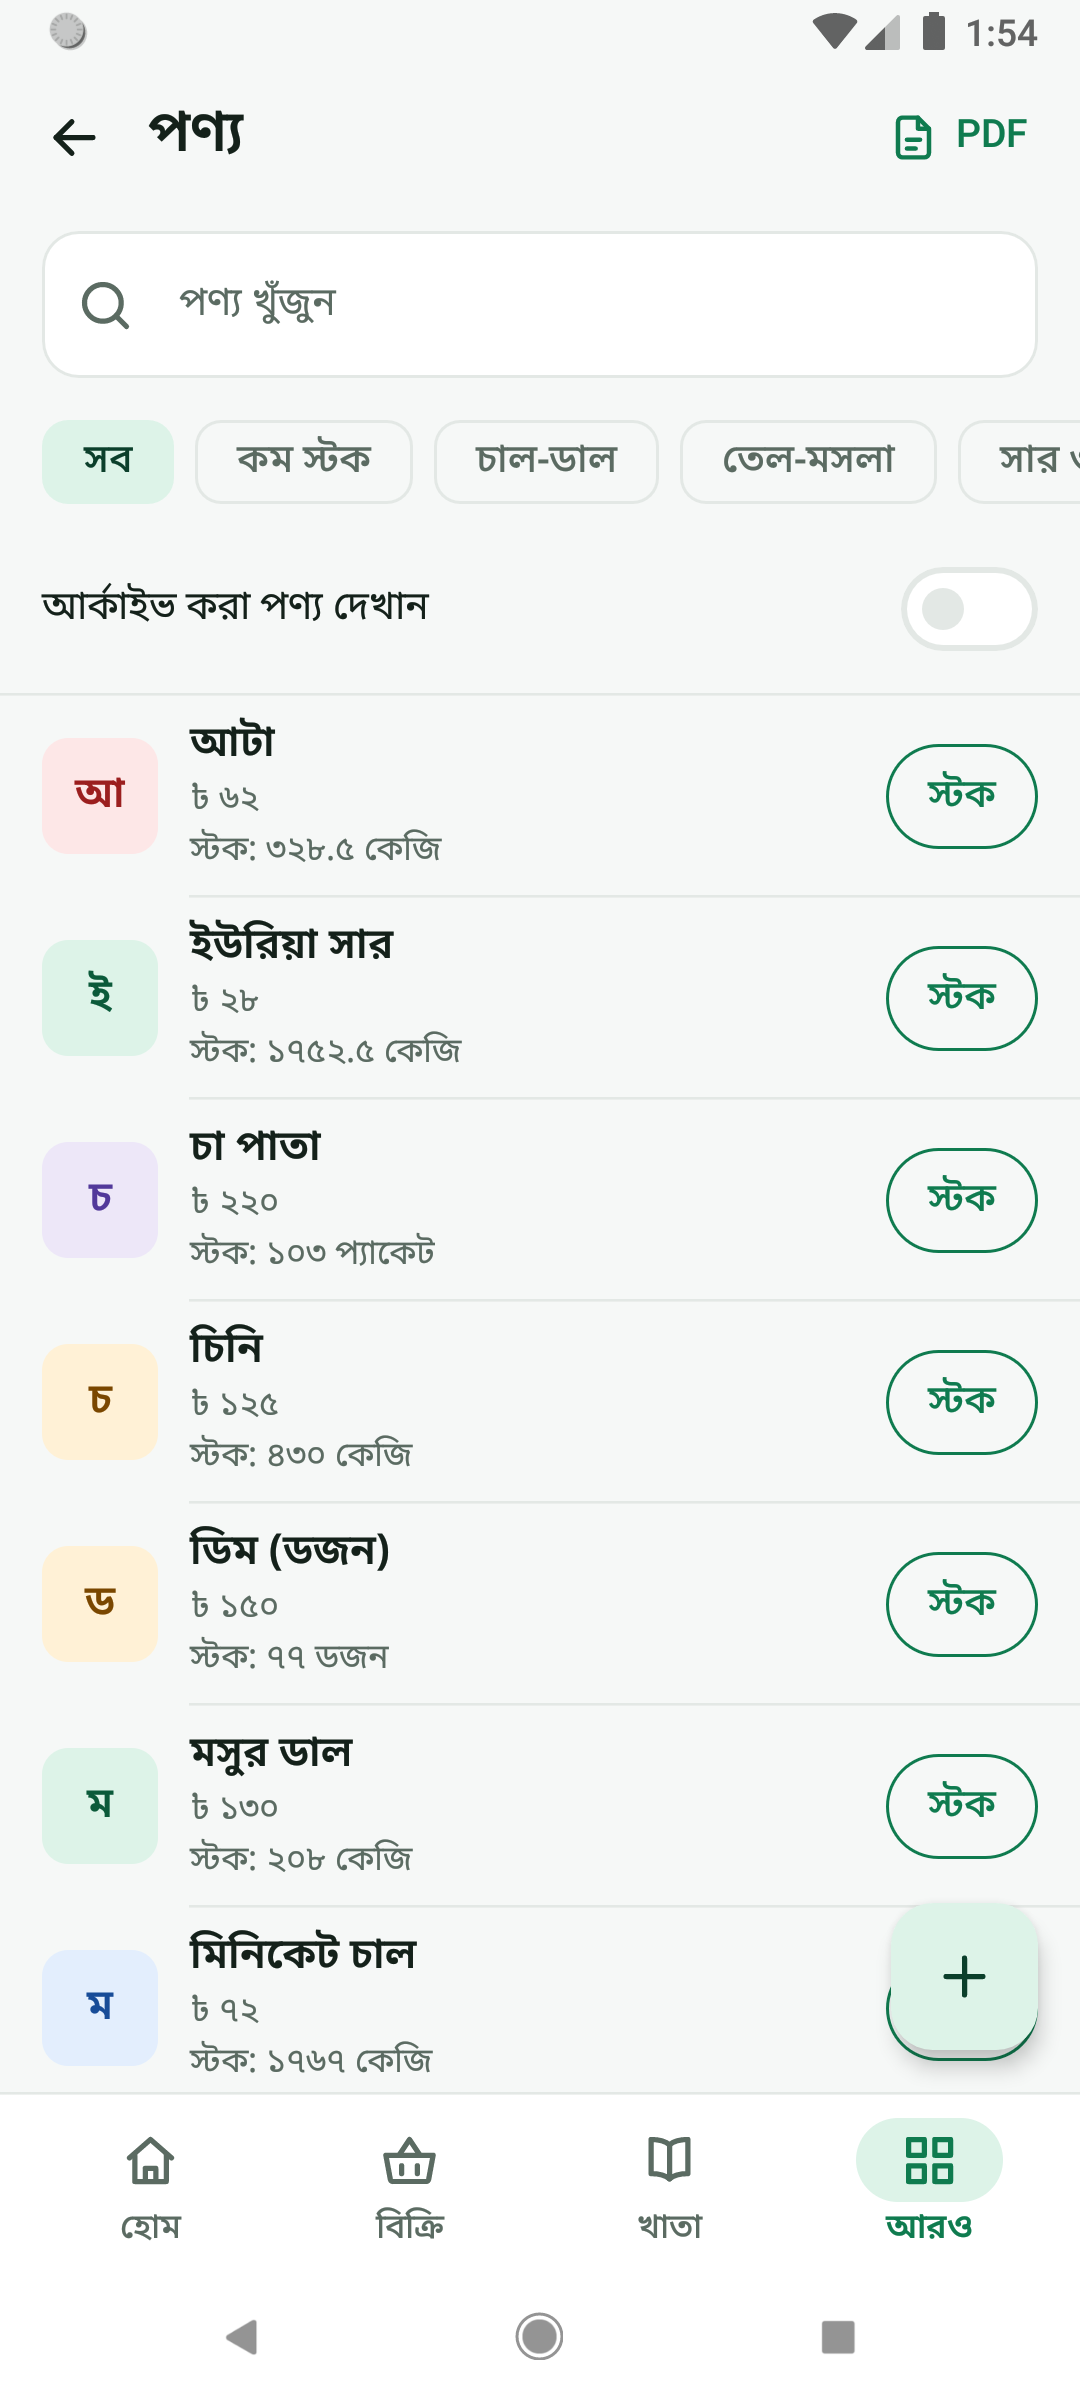 1:54
পণ্য
PDF
পণ্য খুঁজুন
সব
কম স্টক
চাল-ডাল
তেল-মসলা
সার
আর্কাইভ করা পণ্য দেখান
আ
আটা
৳ ৬২
স্টক: ৩২৮.৫ কেজি
স্টক
ই
ইউরিয়া সার
৳ ২৮
স্টক: ১৭৫২.৫ কেজি
স্টক
চ
চা পাতা
৳ ২২০
স্টক: ১০৩ প্যাকেট
স্টক
চ
চিনি
৳ ১২৫
স্টক: ৪৩০ কেজি
স্টক
ড
ডিম (ডজন)
৳ ১৫০
স্টক: ৭৭ ডজন
স্টক
ম
মসুর ডাল
৳ ১৩০
স্টক: ২০৮ কেজি
স্টক
ম
মিনিকেট চাল
৳ ৭২
স্টক: ১৭৬৭ কেজি
হোম
বিক্রি
খাতা
আরও